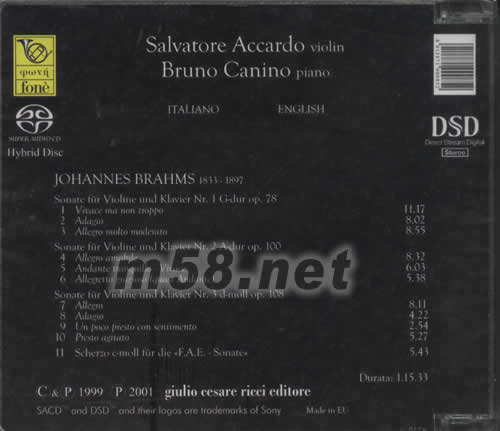 Salvatore Accardo violin
Bruno Canino piano
φωνή
fonè
ITALIANO ENGLISH
SUPER AUDIO CD
Hybrid Disc
DSD
Direct Stream Digital
Stereo
JOHANNES BRAHMS 1833 - 1897
Sonate für Violine und Klavier Nr. 1 G-dur op. 78
1 Vivace ma non troppo 11.17
2 Adagio 8.02
3 Allegro molto moderato 8.55
Sonate für Violine und Klavier Nr. 2 A-dur op. 100
4 Allegro 8.32
5 Andante 6.03
6 Allegretto Andante 5.38
m58.net
Sonate für Violine und Klavier Nr. 3 d-moll op. 108
7 Allegro 8.11
8 Adagio 4.22
9 Un poco presto con sentimento 2.54
10 Presto agitato 5.27
11 Scherzo c-moll für die «F.A.E. - Sonate» 5.43
Durata: 1.15.33
C & P 1999 P 2001 giulio cesare ricci editore
SACD™ and DSD™ and their logos are trademarks of Sony Made in EU